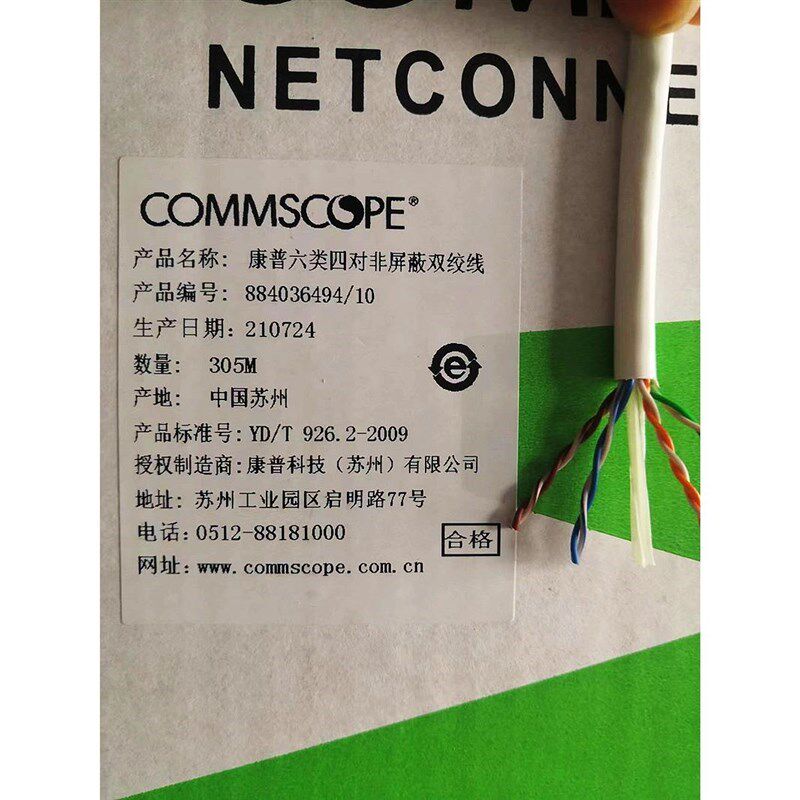 NETCONNE
COMMSCOPE®
产品名称: 康普六类四对非屏蔽双绞线
产品编号: 884036494/10
生产日期: 210724
数量: 305M
产地: 中国苏州
产品标准号: YD/T 926.2-2009
授权制造商: 康普科技（苏州）有限公司
地址: 苏州工业园区启明路77号
电话: 0512-88181000
合格
网址: www.commscope.com.cn